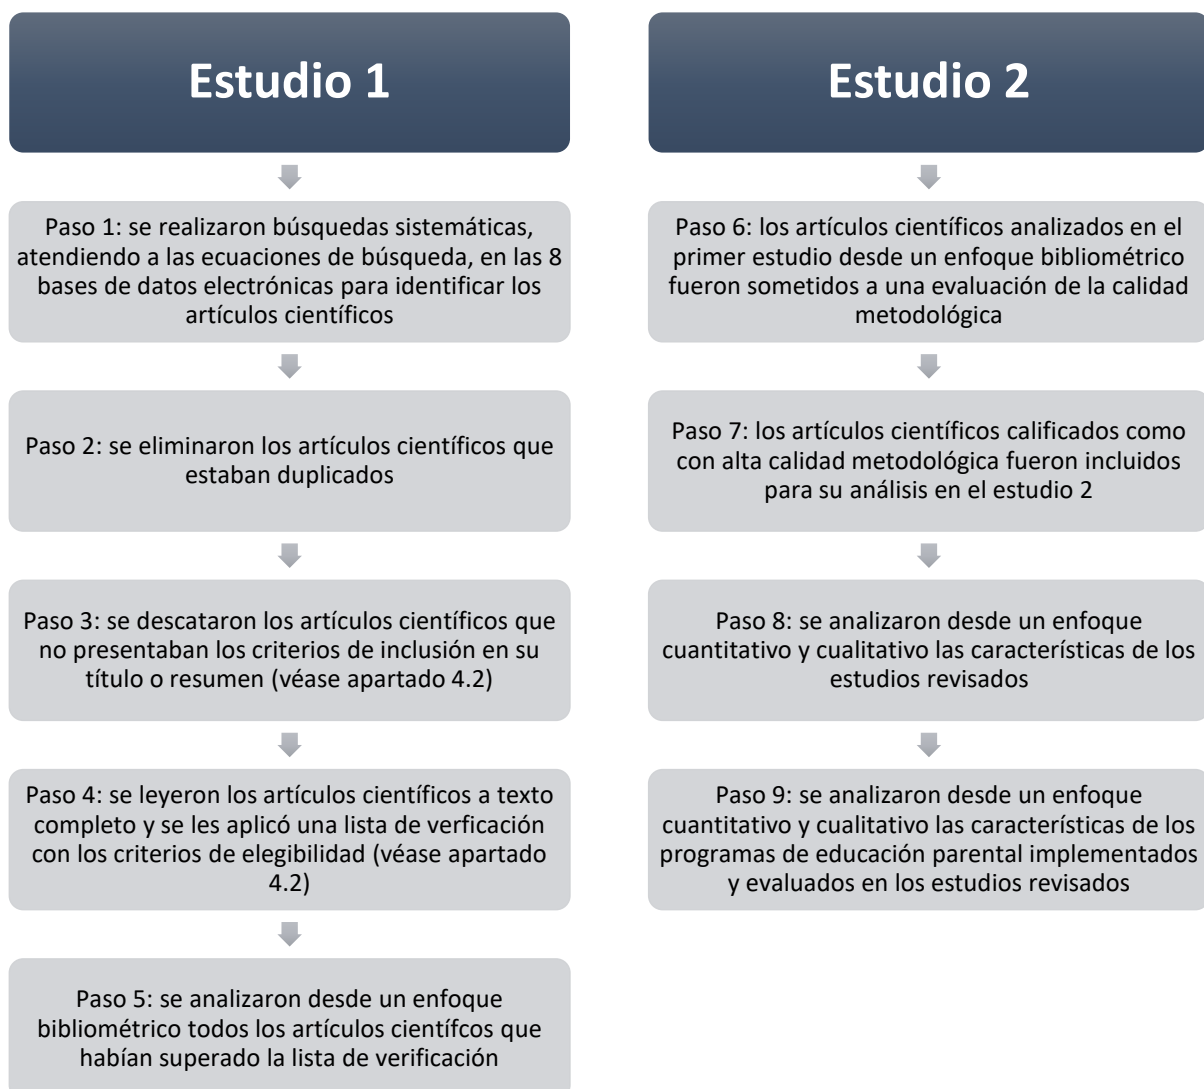 Estudio 1
Paso 1: se realizaron búsquedas sistemáticas,
atendiendo a las ecuaciones de búsqueda, en las 8
bases de datos electrónicas para identificar los
artículos científicos
Paso 2: se eliminaron los artículos científicos que
estaban duplicados
Paso 3: se descataron los artículos científicos que
no presentaban los criterios de inclusión en su
título o resumen (véase apartado 4.2)
Paso 4: se leyeron los artículos científicos a texto
completo y se les aplicó una lista de verficación
con los criterios de elegibilidad (véase apartado
4.2)
Paso 5: se analizaron desde un enfoque
bibliométrico todos los artículos científcos que
habían superado la lista de verificación
Estudio 2
Paso 6: los artículos científicos analizados en el
primer estudio desde un enfoque bibliométrico
fueron sometidos a una evaluación de la calidad
metodológica
Paso 7: los artículos científicos calificados como
con alta calidad metodológica fueron incluidos
para su análisis en el estudio 2
Paso 8: se analizaron desde un enfoque
cuantitativo y cualitativo las características de los
estudios revisados
Paso 9: se analizaron desde un enfoque
cuantitativo y cualitativo las características de los
programas de educación parental implementados
y evaluados en los estudios revisados